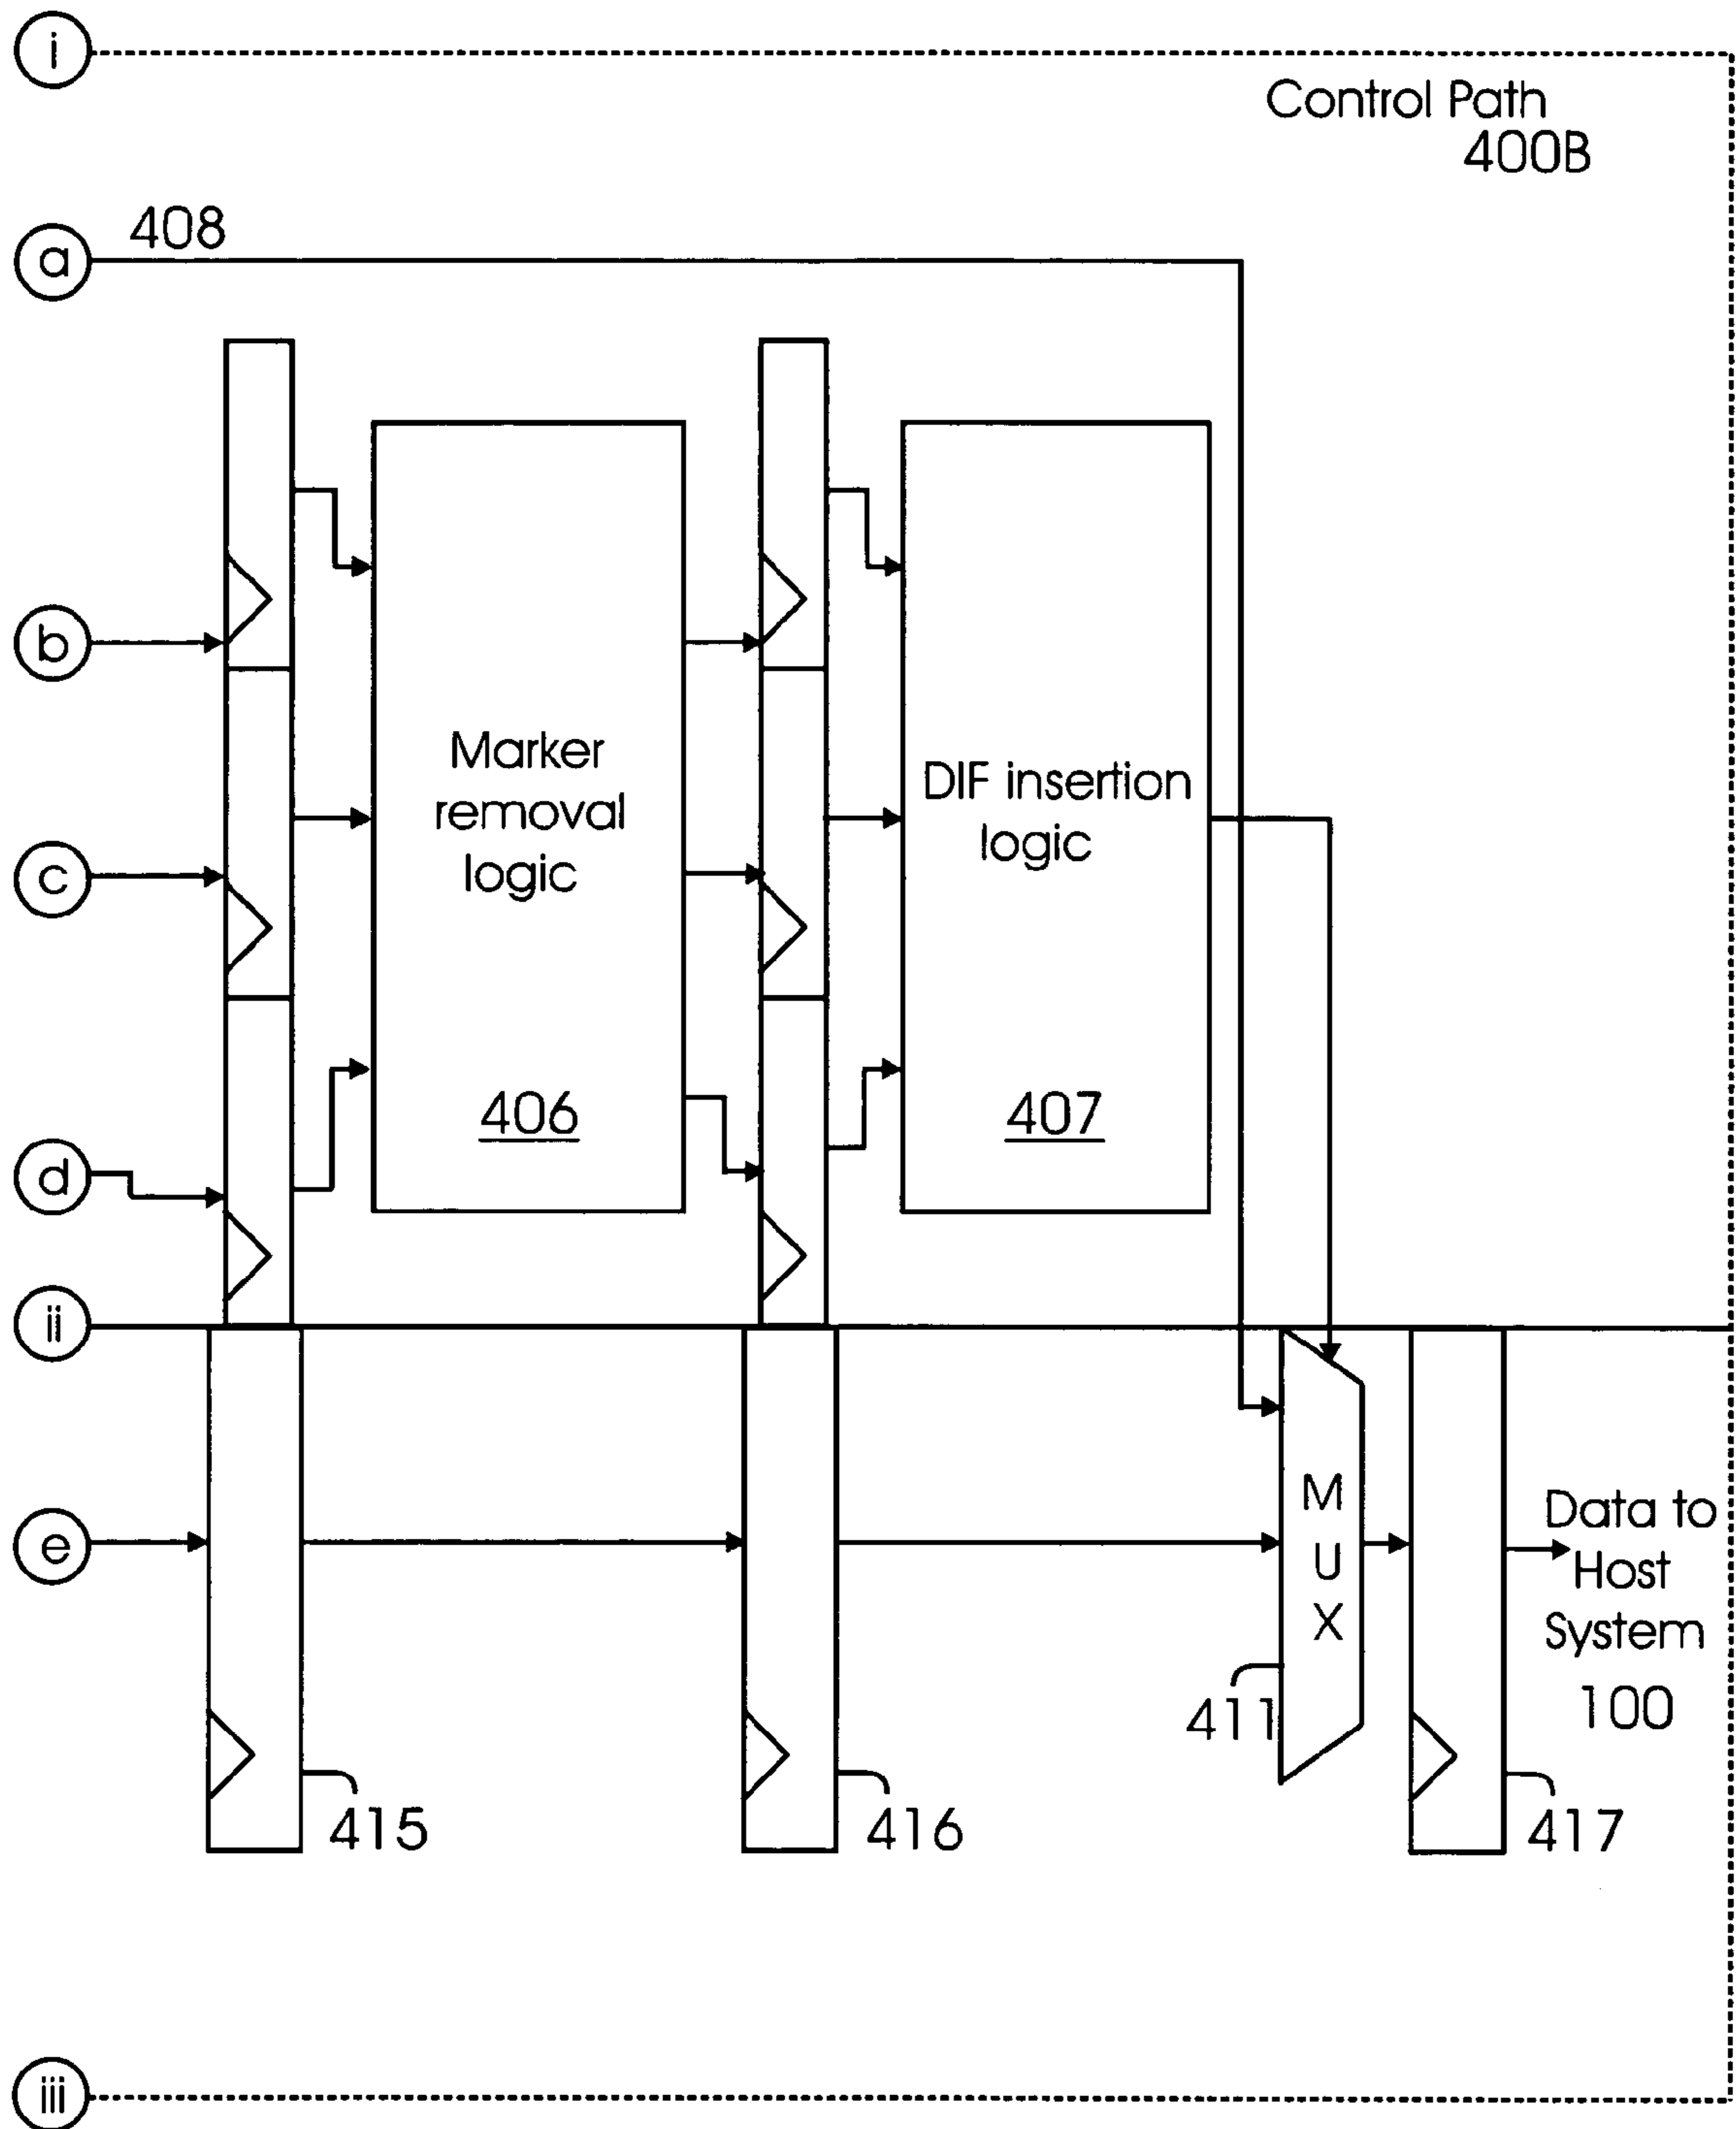 i
Control Path
400B
408
a
b
c
d
Marker
removal
logic
406
DIF insertion
logic
407
ii
e
M
U
X
411
Data to
Host
System
100
415
416
417
iii